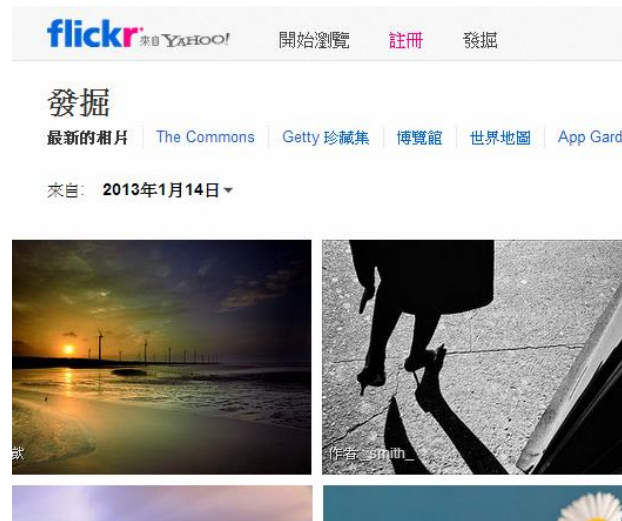 flickr 來自 YAHOO! 開始瀏覽 註冊 發掘
發掘
最新的相片 The Commons Getty 珍藏集 博覽館 世界地圖 App Gard
來自: 2013年1月14日
作者 _smith_